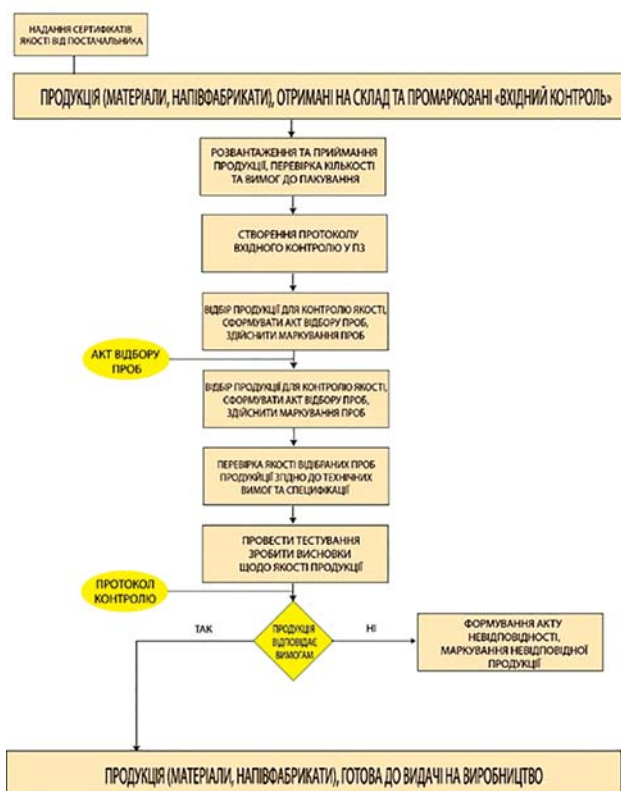 НАДАННЯ СЕРТИФІКАТІВ
ЯКОСТІ ВІД ПОСТАЧАЛЬНИКА
ПРОДУКЦІЯ (МАТЕРІАЛИ, НАПІВФАБРИКАТИ), ОТРИМАНІ НА СКЛАД ТА ПРОМАРКОВАНІ «ВХІДНИЙ КОНТРОЛЬ»
РОЗВАНТАЖЕННЯ ТА ПРИЙМАННЯ
ПРОДУКЦІЇ, ПЕРЕВІРКА КІЛЬКОСТІ
ТА ВИМОГ ДО ПАКУВАННЯ
СТВОРЕННЯ ПРОТОКОЛУ
ВХІДНОГО КОНТРОЛЮ У ПЗ
ВІДБІР ПРОДУКЦІЇ ДЛЯ КОНТРОЛЮ ЯКОСТІ,
СФОРМУВАТИ АКТ ВІДБОРУ ПРОБ,
ЗДІЙСНИТИ МАРКУВАННЯ ПРОБ
АКТ ВІДБОРУ
ПРОБ
ВІДБІР ПРОДУКЦІЇ ДЛЯ КОНТРОЛЮ ЯКОСТІ,
СФОРМУВАТИ АКТ ВІДБОРУ ПРОБ,
ЗДІЙСНИТИ МАРКУВАННЯ ПРОБ
ПЕРЕВІРКА ЯКОСТІ ВІДІБРАНИХ ПРОБ
ПРОДУКЙЦІЇ ЗГІДНО ДО ТЕХНІЧНИХ
ВИМОГ ТА СПЕЦИФІКАЦІЇ
ПРОВЕСТИ ТЕСТУВАННЯ
ЗРОБИТИ ВИСНОВКИ
ЩОДО ЯКОСТІ ПРОДУКЦІЇ
ПРОТОКОЛ
КОНТРОЛЮ
ТАК
ПРОДУКЦІЯ
ВІДПОВІДАЄ
ВИМОГАМ
НІ
ФОРМУВАННЯ АКТУ
НЕВІДПОВІДНОСТІ,
МАРКУВАННЯ НЕВІДПОВІДНОЇ
ПРОДУКЦІЇ
ПРОДУКЦІЯ (МАТЕРІАЛИ, НАПІВФАБРИКАТИ), ГОТОВА ДО ВИДАЧІ НА ВИРОБНИЦТВО